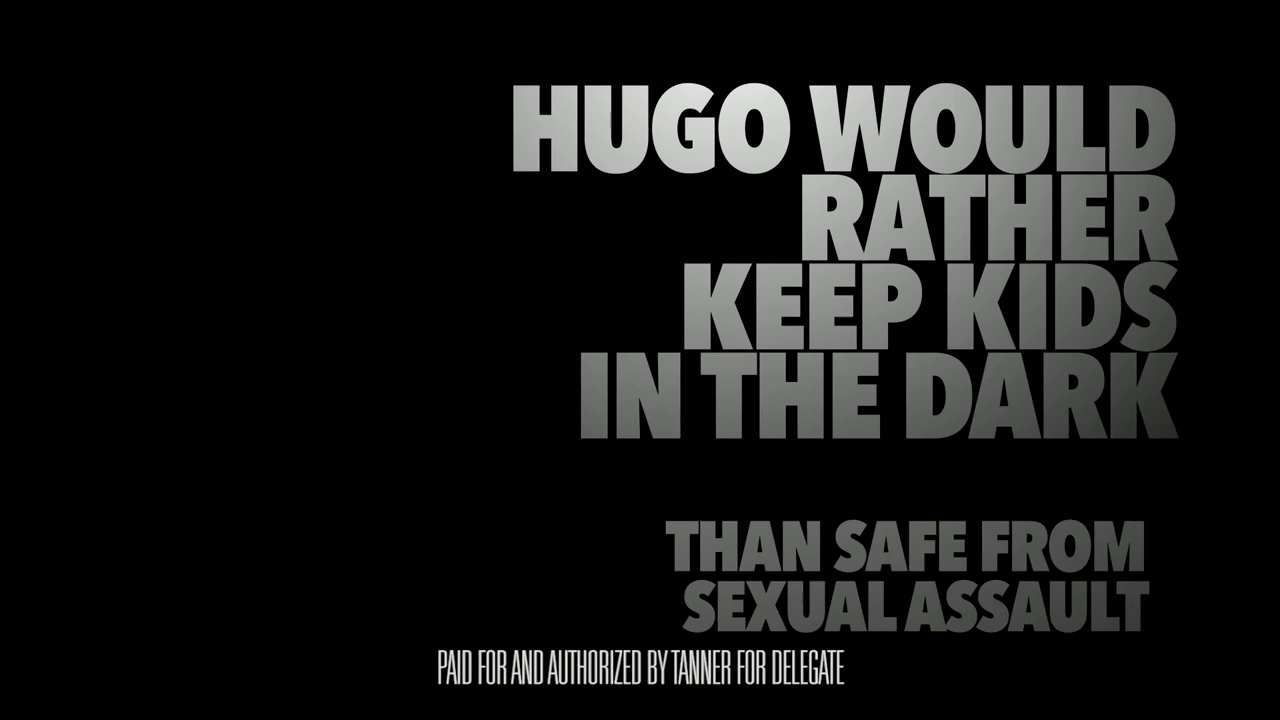 HUGO WOULD
RATHER
KEEP KIDS
IN THE DARK
THAN SAFE FROM
SEXUAL ASSAULT
PAID FOR AND AUTHORIZED BY TANNER FOR DELEGATE